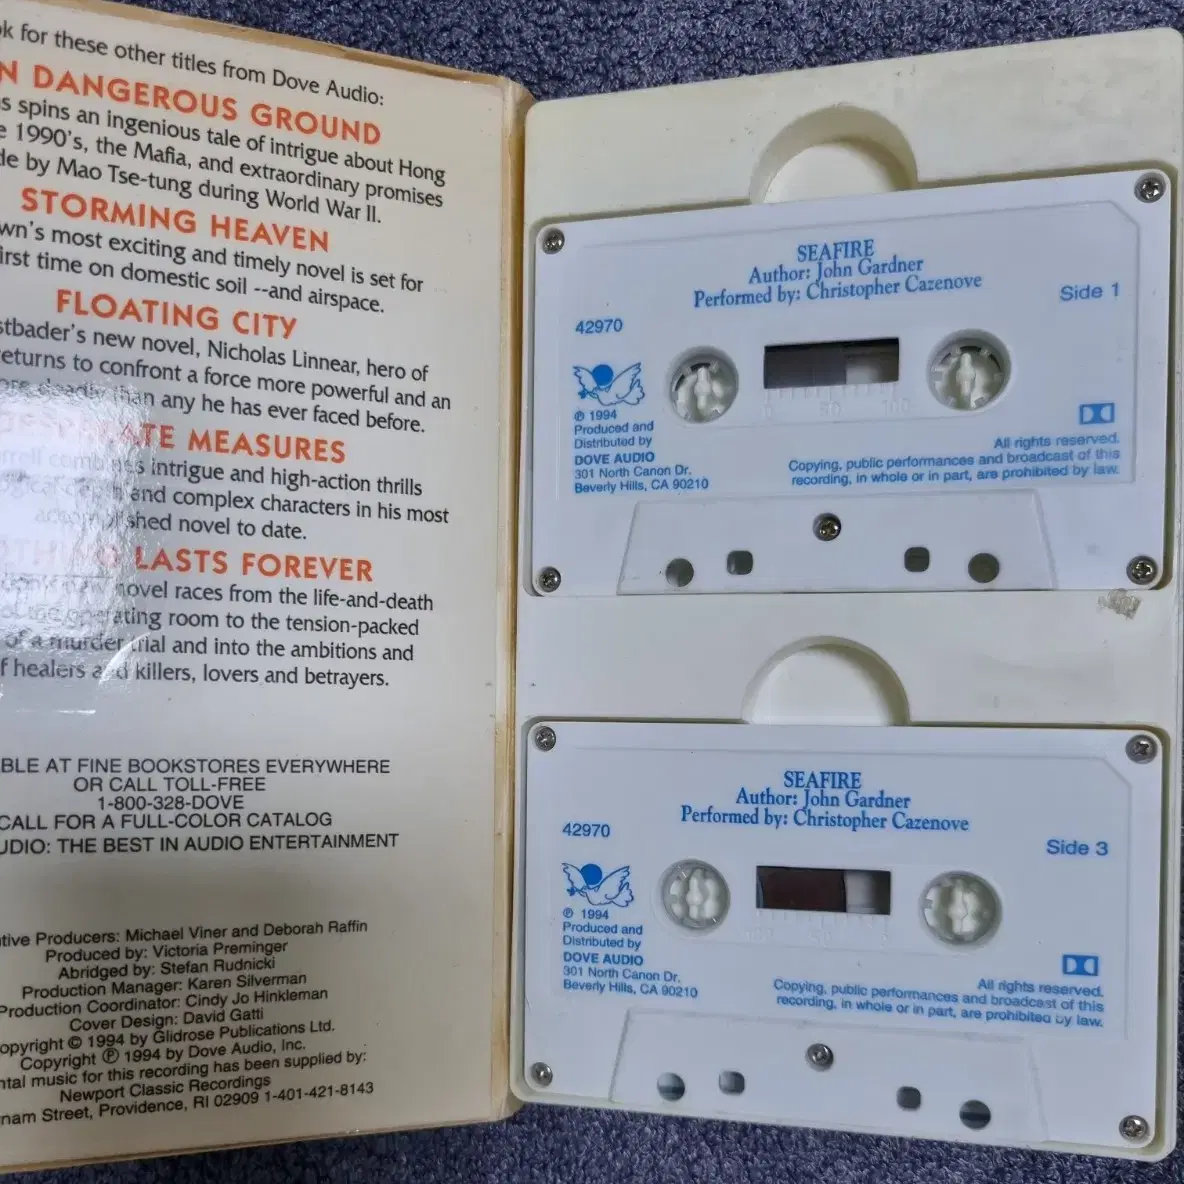 for these other titles from Dove Audio:
DANGEROUS GROUND
spins an ingenious tale of intrigue about Hong
1990's, the Mafia, and extraordinary promises
by Mao Tse-tung during World War II.
STORMING HEAVEN
most exciting and timely novel is set for
time on domestic soil --and airspace.
FLOATING CITY
new novel, Nicholas Linnear, hero of
to confront a force more powerful and an
deadly than any he has ever faced before.
MEASURES
intrigue and high-action thrills
and complex characters in his most
novel to date.
LASTS FOREVER
novel races from the life-and-death
of the operating room to the tension-packed
of a murder trial and into the ambitions and
healers and killers, lovers and betrayers.
AT FINE BOOKSTORES EVERYWHERE
OR CALL TOLL-FREE
1-800-328-DOVE
CALL FOR A FULL-COLOR CATALOG
THE BEST IN AUDIO ENTERTAINMENT
Producers: Michael Viner and Deborah Raffin
Produced by: Victoria Preminger
Abridged by: Stefan Rudnicki
Production Manager: Karen Silverman
Production Coordinator: Cindy Jo Hinkleman
Cover Design: David Gatti
© 1994 by Glidrose Publications Ltd.
Copyright ℗ 1994 by Dove Audio, Inc.
music for this recording has been supplied by:
Newport Classic Recordings
Street, Providence, RI 02909 1-401-421-8143
SEAFIRE
Author: John Gardner
Performed by: Christopher Cazenove
Side 1
42970
0 50 100
℗ 1994
Produced and
Distributed by
DOVE AUDIO
301 North Canon Dr.
Beverly Hills, CA 90210
All rights reserved.
Copying, public performances and broadcast of this
recording, in whole or in part, are prohibited by law.
SEAFIRE
Author: John Gardner
Performed by: Christopher Cazenove
Side 3
42970
100 50 0
℗ 1994
Produced and
Distributed by
DOVE AUDIO
301 North Canon Dr.
Beverly Hills, CA 90210
All rights reserved.
Copying, public performances and broadcast of this
recording, in whole or in part, are prohibited by law.